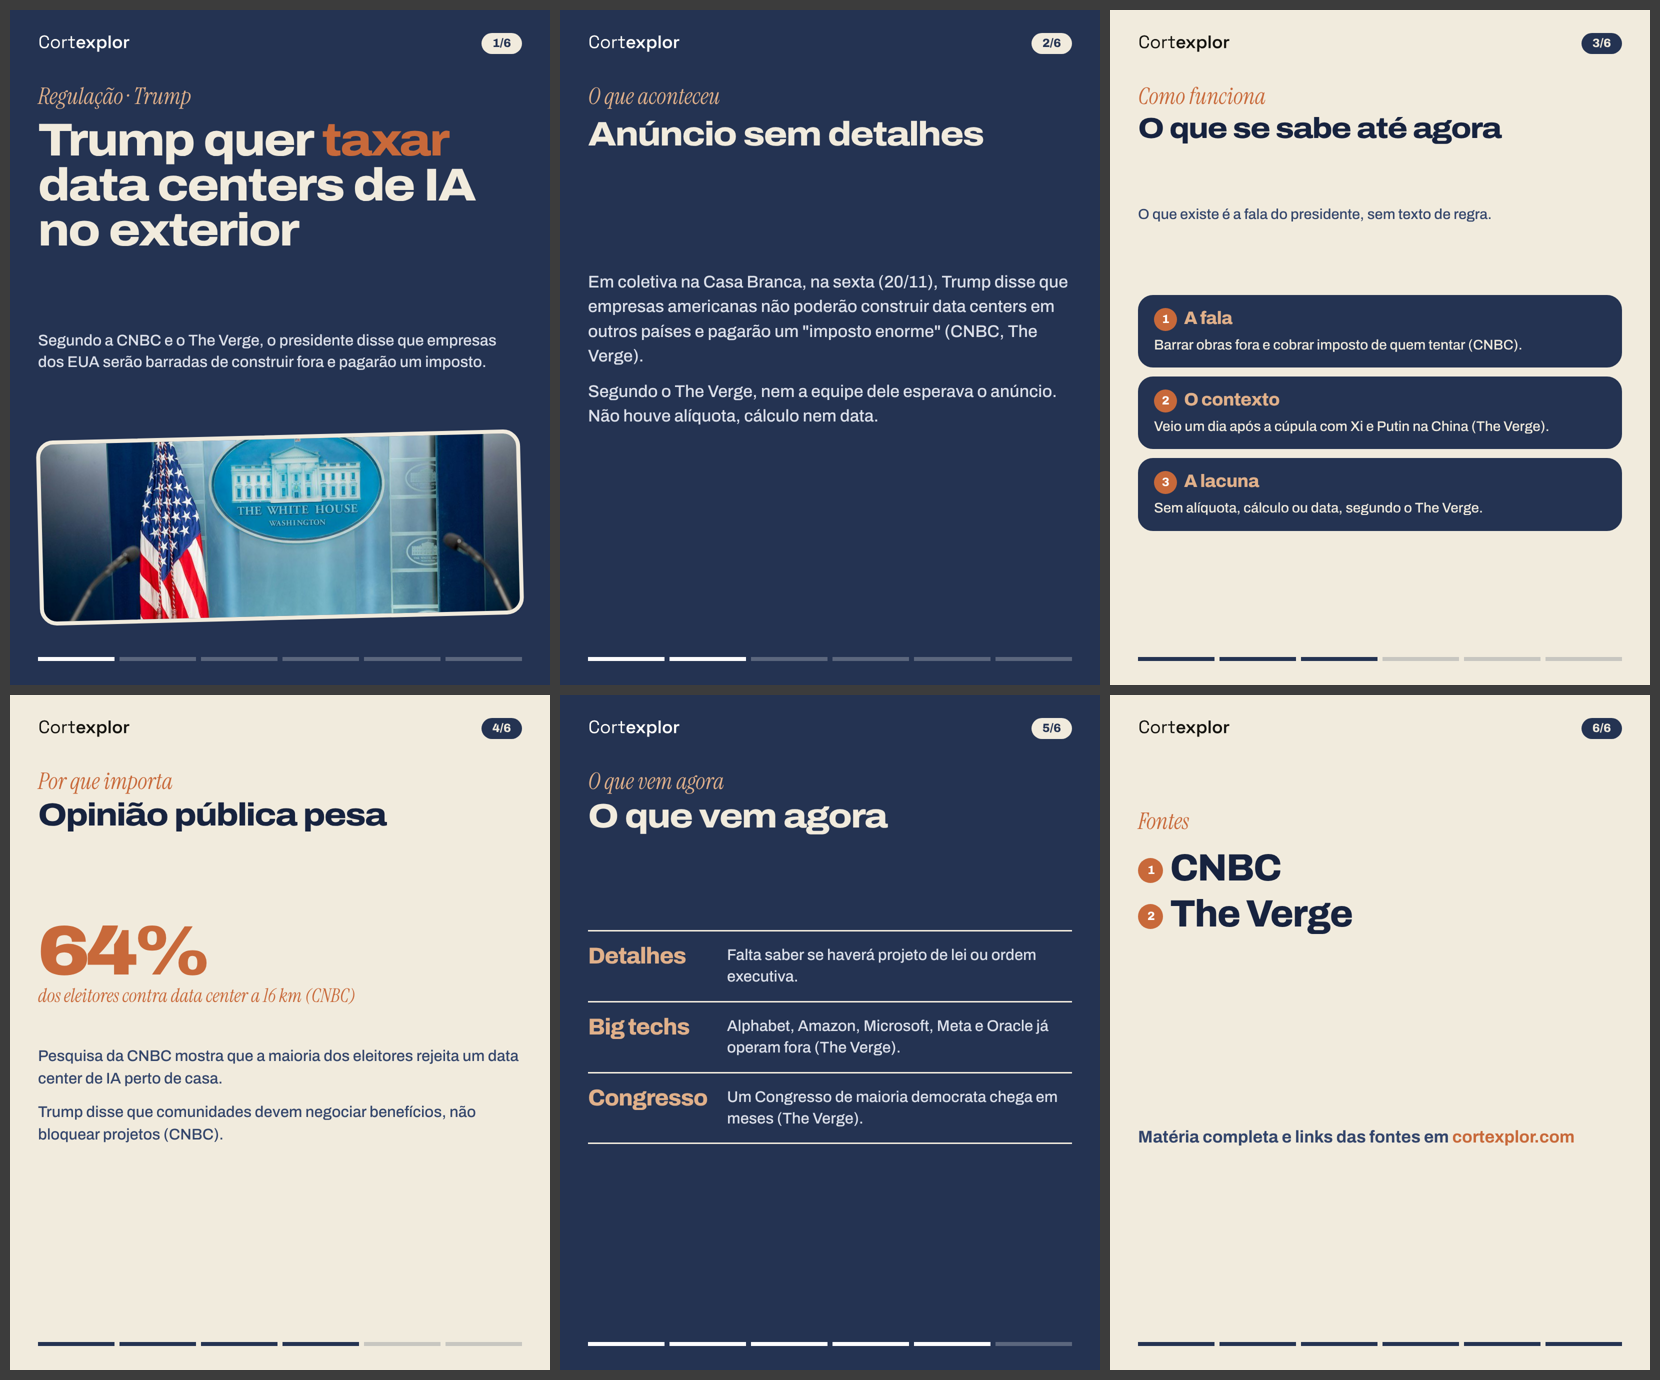 Cortexplor
1/6
Regulação · Trump
Trump quer taxar
data centers de IA
no exterior
Segundo a CNBC e o The Verge, o presidente disse que empresas
dos EUA serão barradas de construir fora e pagarão um imposto.
THE WHITE HOUSE
WASHINGTON
Cortexplor
2/6
O que aconteceu
Anúncio sem detalhes
Em coletiva na Casa Branca, na sexta (20/11), Trump disse que
empresas americanas não poderão construir data centers em
outros países e pagarão um "imposto enorme" (CNBC, The
Verge).
Segundo o The Verge, nem a equipe dele esperava o anúncio.
Não houve alíquota, cálculo nem data.
Cortexplor
3/6
Como funciona
O que se sabe até agora
O que existe é a fala do presidente, sem texto de regra.
1 A fala
Barrar obras fora e cobrar imposto de quem tentar (CNBC).
2 O contexto
Veio um dia após a cúpula com Xi e Putin na China (The Verge).
3 A lacuna
Sem alíquota, cálculo ou data, segundo o The Verge.
Cortexplor
4/6
Por que importa
Opinião pública pesa
64%
dos eleitores contra data center a 16 km (CNBC)
Pesquisa da CNBC mostra que a maioria dos eleitores rejeita um data
center de IA perto de casa.
Trump disse que comunidades devem negociar benefícios, não
bloquear projetos (CNBC).
Cortexplor
5/6
O que vem agora
O que vem agora
Detalhes
Falta saber se haverá projeto de lei ou ordem
executiva.
Big techs
Alphabet, Amazon, Microsoft, Meta e Oracle já
operam fora (The Verge).
Congresso
Um Congresso de maioria democrata chega em
meses (The Verge).
Cortexplor
6/6
Fontes
1 CNBC
2 The Verge
Matéria completa e links das fontes em cortexplor.com